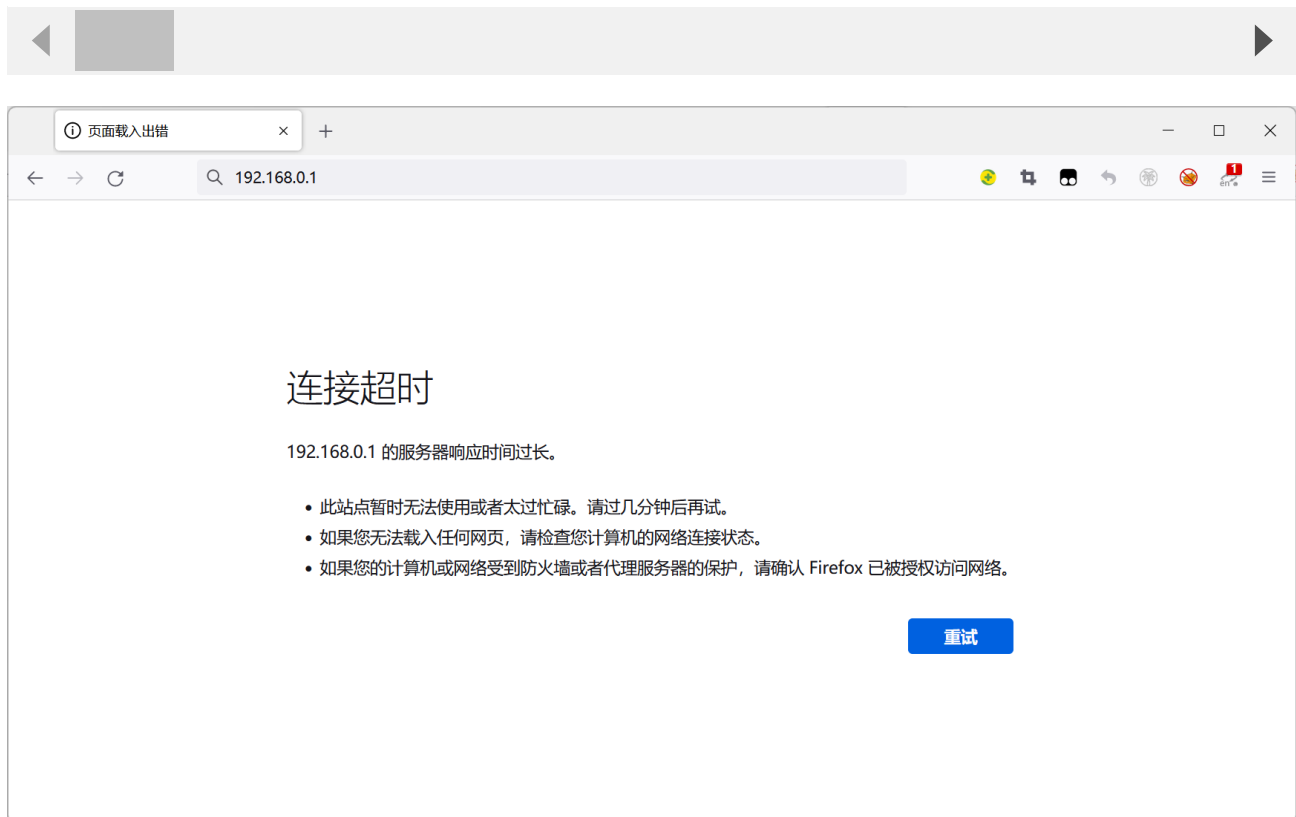 页面载入出错
192.168.0.1
1
en
连接超时
192.168.0.1 的服务器响应时间过长。
此站点暂时无法使用或者太过忙碌。请过几分钟后再试。
如果您无法载入任何网页，请检查您计算机的网络连接状态。
如果您的计算机或网络受到防火墙或者代理服务器的保护，请确认 Firefox 已被授权访问网络。
重试